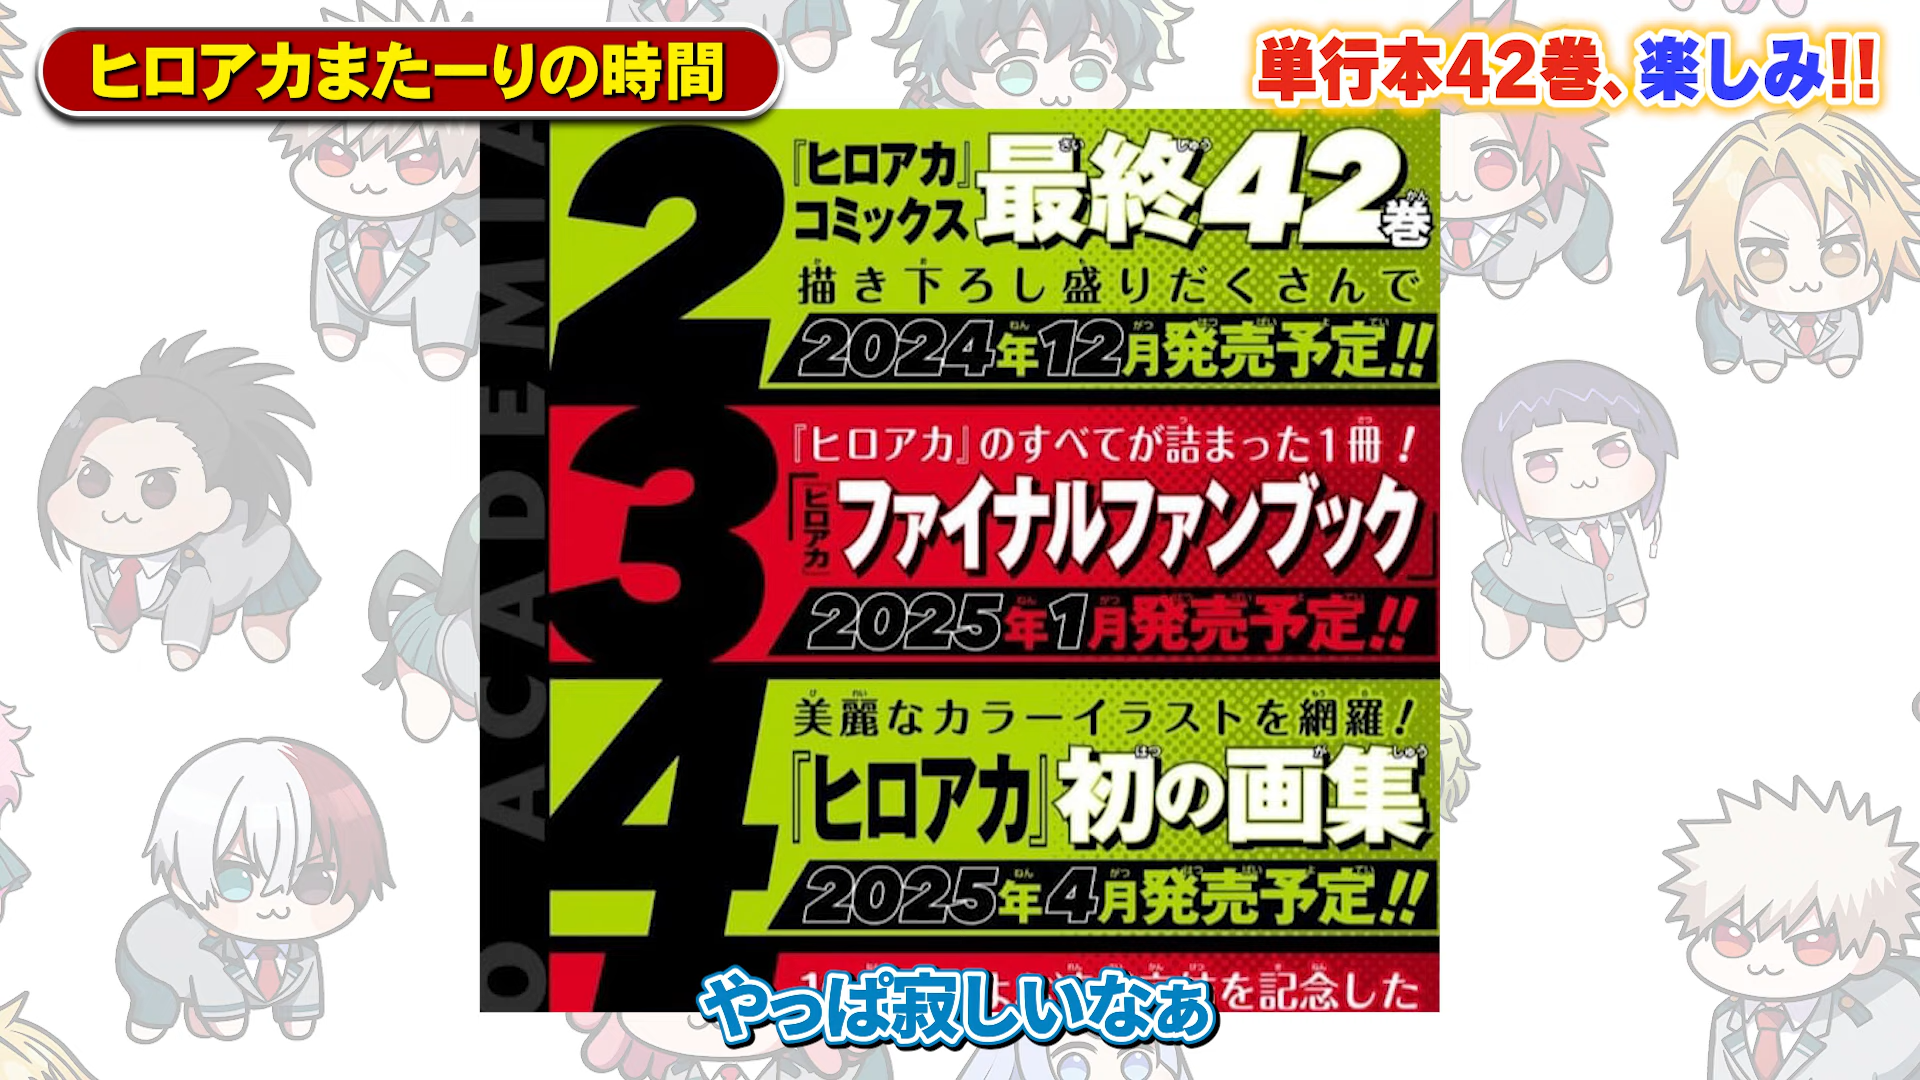 ヒロアカまたーりの時間
単行本42巻、楽しみ!!
O ACADEMIA
2
『ヒロアカ』
コミックス
最終42巻
描き下ろし盛りだくさんで
2024年12月発売予定!!
3
『ヒロアカ』のすべてが詰まった1冊！
「ヒロアカ
ファイナルファンブック」
2025年1月発売予定!!
4
美麗なカラーイラストを網羅！
『ヒロアカ』初の画集
2025年4月発売予定!!
を記念した
やっぱ寂しいなぁ